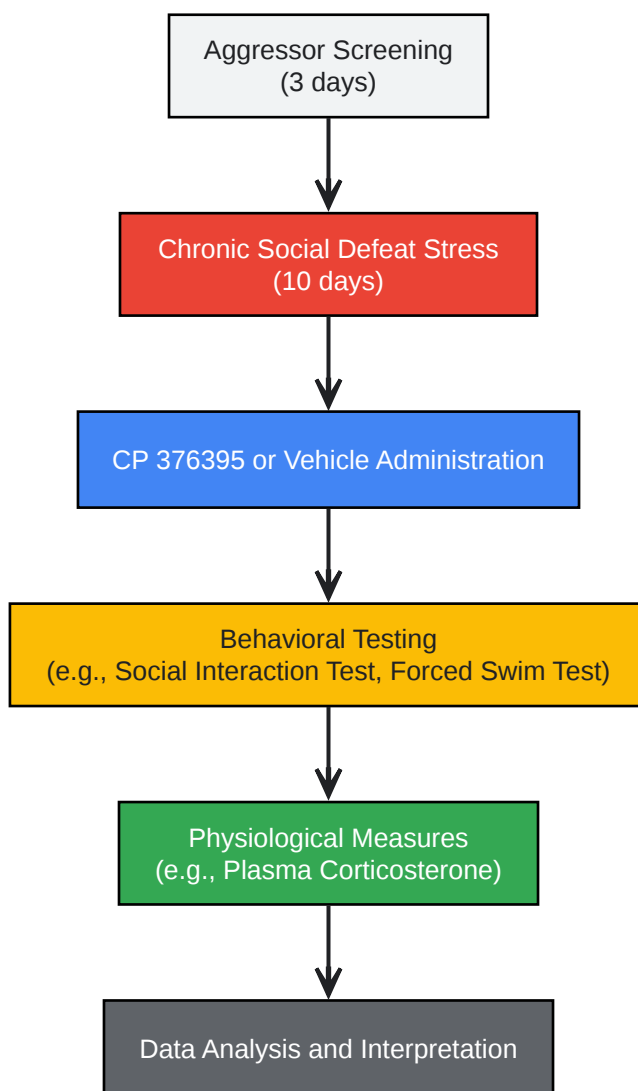 Aggressor Screening
(3 days)
Chronic Social Defeat Stress
(10 days)
CP 376395 or Vehicle Administration
Behavioral Testing
(e.g., Social Interaction Test, Forced Swim Test)
Physiological Measures
(e.g., Plasma Corticosterone)
Data Analysis and Interpretation